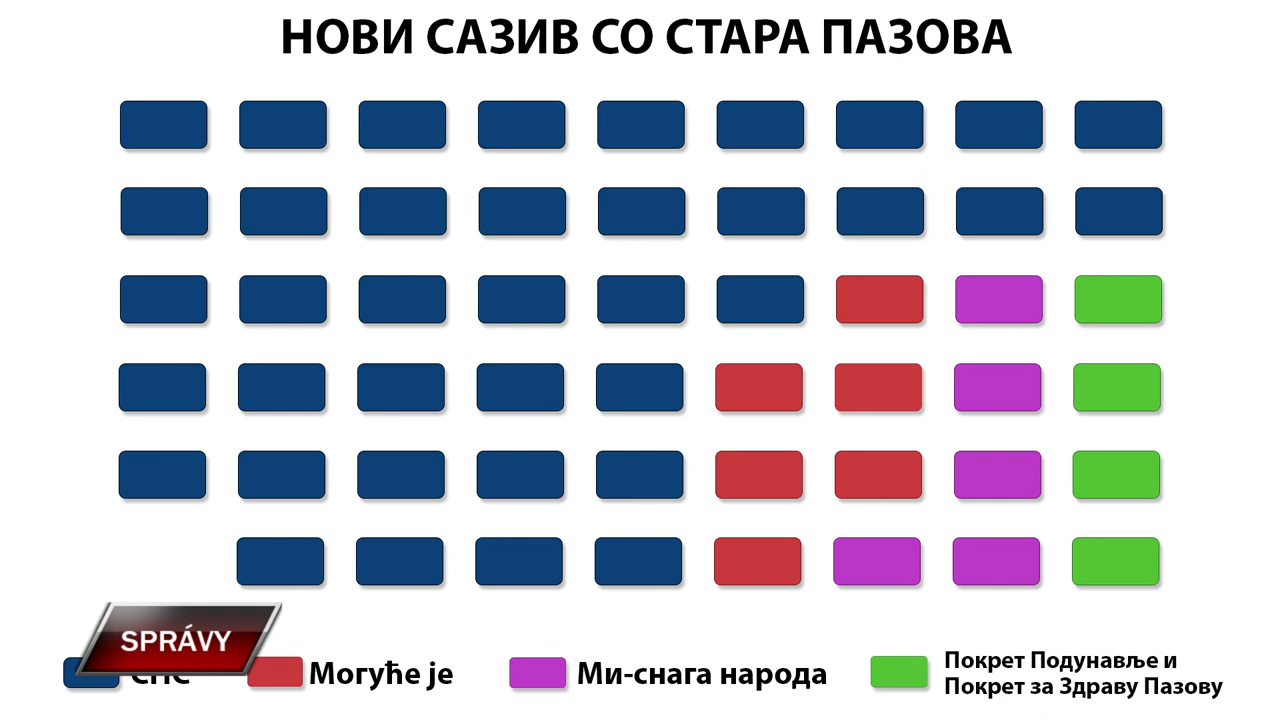 НОВИ САЗИВ СО СТАРА ПАЗОВА
SPRÁVY
Могуће је
Ми-снага народа
Покрет Подунавље и
Покрет за Здраву Пазову